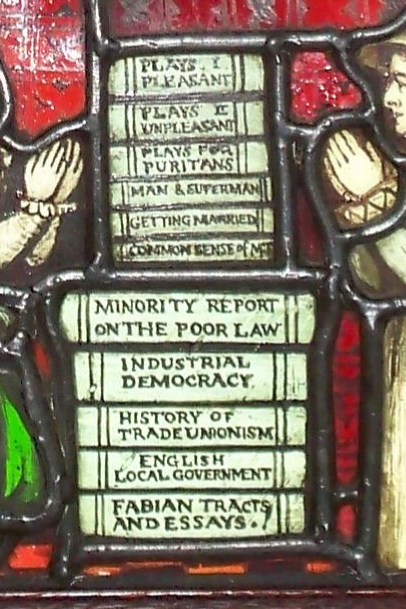 PLAYS. I
PLEASANT
PLAYS II
UNPLEASANT
PLAYS FOR
PURITANS
MAN & SUPERMAN
GETTING MARRIED
COMMON SENSE OF M.T
MINORITY REPORT
ON THE POOR LAW
INDUSTRIAL
DEMOCRACY.
HISTORY OF
TRADE UNIONISM
ENGLISH
LOCAL GOVERNMENT
FABIAN TRACTS
AND ESSAYS.